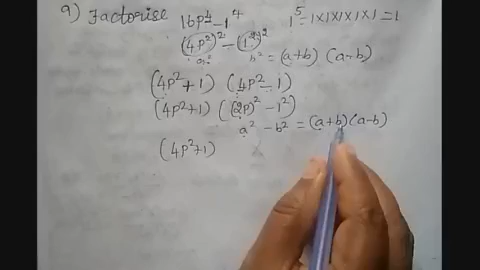 9) Factorise 16p⁴-1⁴ 1⁵=1×1×1×1×1=1
(4p²)² - (1²)²
a² b² = (a+b) (a-b)
(4p²+1) (4p²-1)
(4p²+1) ((2p)²-1²)
a² - b² = (a+b)(a-b)
(4p²+1)